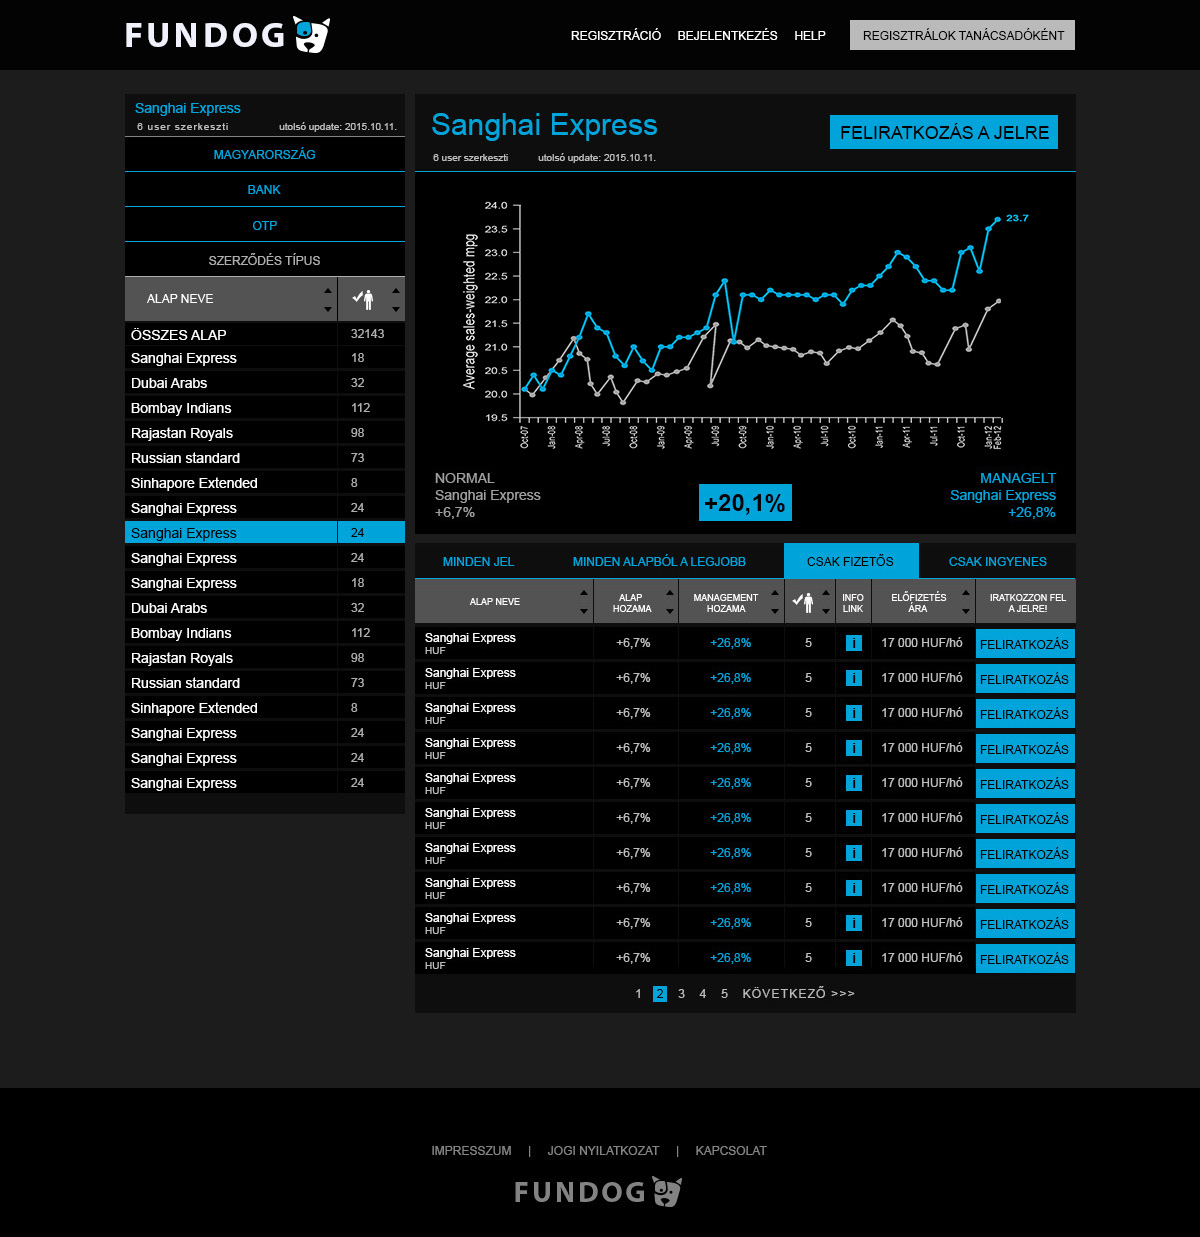 FUNDOG
REGISZTRÁCIÓ BEJELENTKEZÉS HELP REGISZTRÁLOK TANÁCSADÓKÉNT
Sanghai Express
6 user szerkeszti utolsó update: 2015.10.11.
MAGYARORSZÁG
BANK
OTP
SZERZŐDÉS TÍPUS
ALAP NEVE
ÖSSZES ALAP 32143
Sanghai Express 18
Dubai Arabs 32
Bombay Indians 112
Rajastan Royals 98
Russian standard 73
Sinhapore Extended 8
Sanghai Express 24
Sanghai Express 24
Sanghai Express 24
Sanghai Express 18
Dubai Arabs 32
Bombay Indians 112
Rajastan Royals 98
Russian standard 73
Sinhapore Extended 8
Sanghai Express 24
Sanghai Express 24
Sanghai Express 24
Sanghai Express
6 user szerkeszti utolsó update: 2015.10.11.
FELIRATKOZÁS A JELRE
Average sales-weighted mpg
24.0
23.5
23.0
22.5
22.0
21.5
21.0
20.5
20.0
19.5
23.7
Oct-07 Jan-08 Apr-08 Jul-08 Oct-08 Jan-09 Apr-09 Jul-09 Oct-09 Jan-10 Apr-10 Jul-10 Oct-10 Jan-11 Apr-11 Jul-11 Oct-11 Jan-12 Feb-12
NORMAL
Sanghai Express
+6,7%
+20,1%
MANAGELT
Sanghai Express
+26,8%
MINDEN JEL MINDEN ALAPBÓL A LEGJOBB CSAK FIZETŐS CSAK INGYENES
ALAP NEVE
ALAP
HOZAMA
MANAGEMENT
HOZAMA
INFO
LINK
ELŐFIZETÉS
ÁRA
IRATKOZZON FEL
A JELRE!
Sanghai Express
HUF
+6,7% +26,8% 5 i 17 000 HUF/hó FELIRATKOZÁS
Sanghai Express
HUF
+6,7% +26,8% 5 i 17 000 HUF/hó FELIRATKOZÁS
Sanghai Express
HUF
+6,7% +26,8% 5 i 17 000 HUF/hó FELIRATKOZÁS
Sanghai Express
HUF
+6,7% +26,8% 5 i 17 000 HUF/hó FELIRATKOZÁS
Sanghai Express
HUF
+6,7% +26,8% 5 i 17 000 HUF/hó FELIRATKOZÁS
Sanghai Express
HUF
+6,7% +26,8% 5 i 17 000 HUF/hó FELIRATKOZÁS
Sanghai Express
HUF
+6,7% +26,8% 5 i 17 000 HUF/hó FELIRATKOZÁS
Sanghai Express
HUF
+6,7% +26,8% 5 i 17 000 HUF/hó FELIRATKOZÁS
Sanghai Express
HUF
+6,7% +26,8% 5 i 17 000 HUF/hó FELIRATKOZÁS
Sanghai Express
HUF
+6,7% +26,8% 5 i 17 000 HUF/hó FELIRATKOZÁS
1 2 3 4 5 KÖVETKEZŐ >>>
IMPRESSZUM | JOGI NYILATKOZAT | KAPCSOLAT
FUNDOG